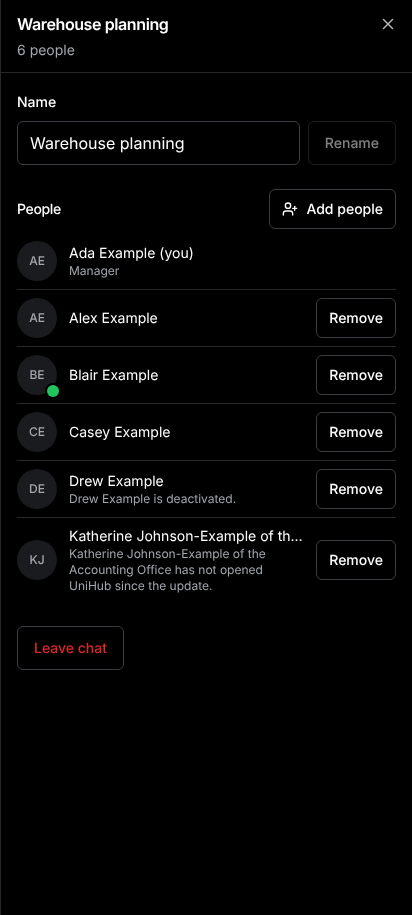 Warehouse planning
6 people
Name
Warehouse planning
Rename
People
Add people
AE
Ada Example (you)
Manager
AE
Alex Example
Remove
BE
Blair Example
Remove
CE
Casey Example
Remove
DE
Drew Example
Drew Example is deactivated.
Remove
KJ
Katherine Johnson-Example of th...
Katherine Johnson-Example of the
Accounting Office has not opened
UniHub since the update.
Remove
Leave chat